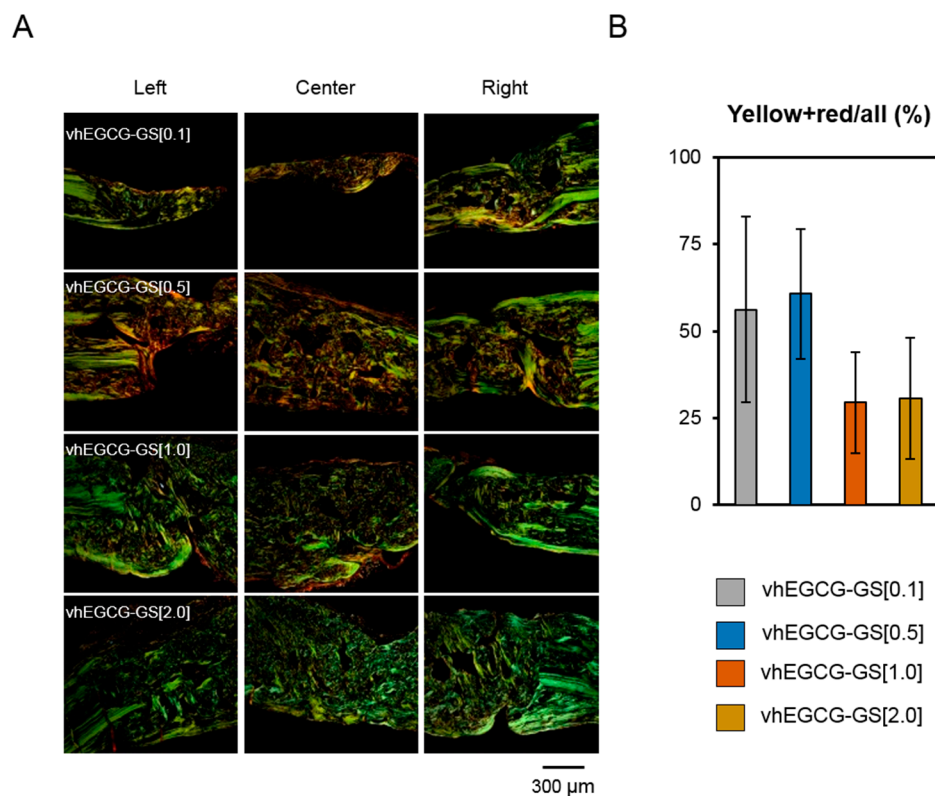 A
B
Left
Center
Right
vhEGCG-GS[0.1]
vhEGCG-GS[0.5]
vhEGCG-GS[1.0]
vhEGCG-GS[2.0]
300 µm
Yellow+red/all (%)
100
75
50
25
0
vhEGCG-GS[0.1]
vhEGCG-GS[0.5]
vhEGCG-GS[1.0]
vhEGCG-GS[2.0]